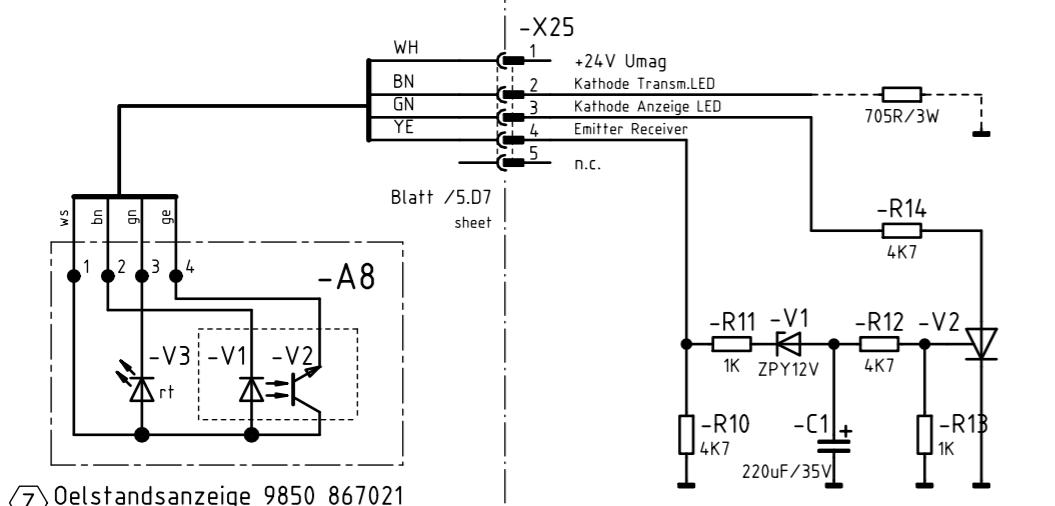 -X25
WH
1
+24V Umag
BN
2
Kathode Transm.LED
GN
3
Kathode Anzeige LED
705R/3W
YE
4
Emitter Receiver
5
n.c.
Blatt /5.D7
sheet
ws
bn
gn
ge
-R14
4K7
1
2
3
4
-A8
-V3
-V1
-V2
rt
-R11
1K
-V1
ZPY12V
-R12
4K7
-V2
-R10
4K7
-C1
+
220uF/35V
-R13
1K
7
Oelstandsanzeige 9850 867021